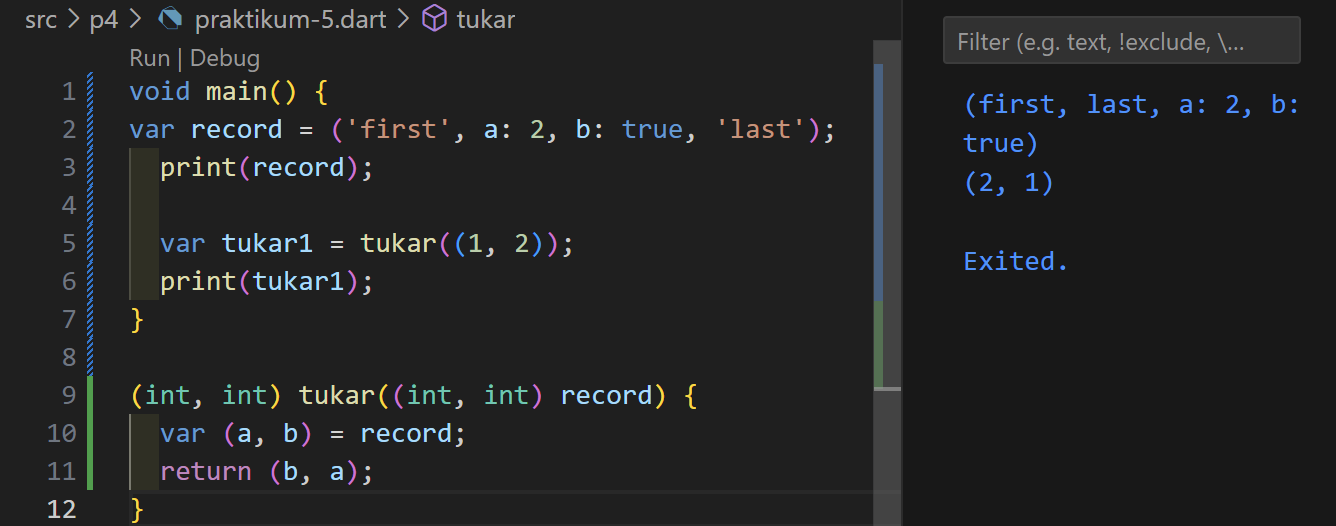 src > p4 > praktikum-5.dart > tukar
Run | Debug
1 void main() {
2 var record = ('first', a: 2, b: true, 'last');
3   print(record);
4
5   var tukar1 = tukar((1, 2));
6   print(tukar1);
7 }
8
9 (int, int) tukar((int, int) record) {
10   var (a, b) = record;
11   return (b, a);
12 }
Filter (e.g. text, !exclude, \...
(first, last, a: 2, b:
true)
(2, 1)
Exited.